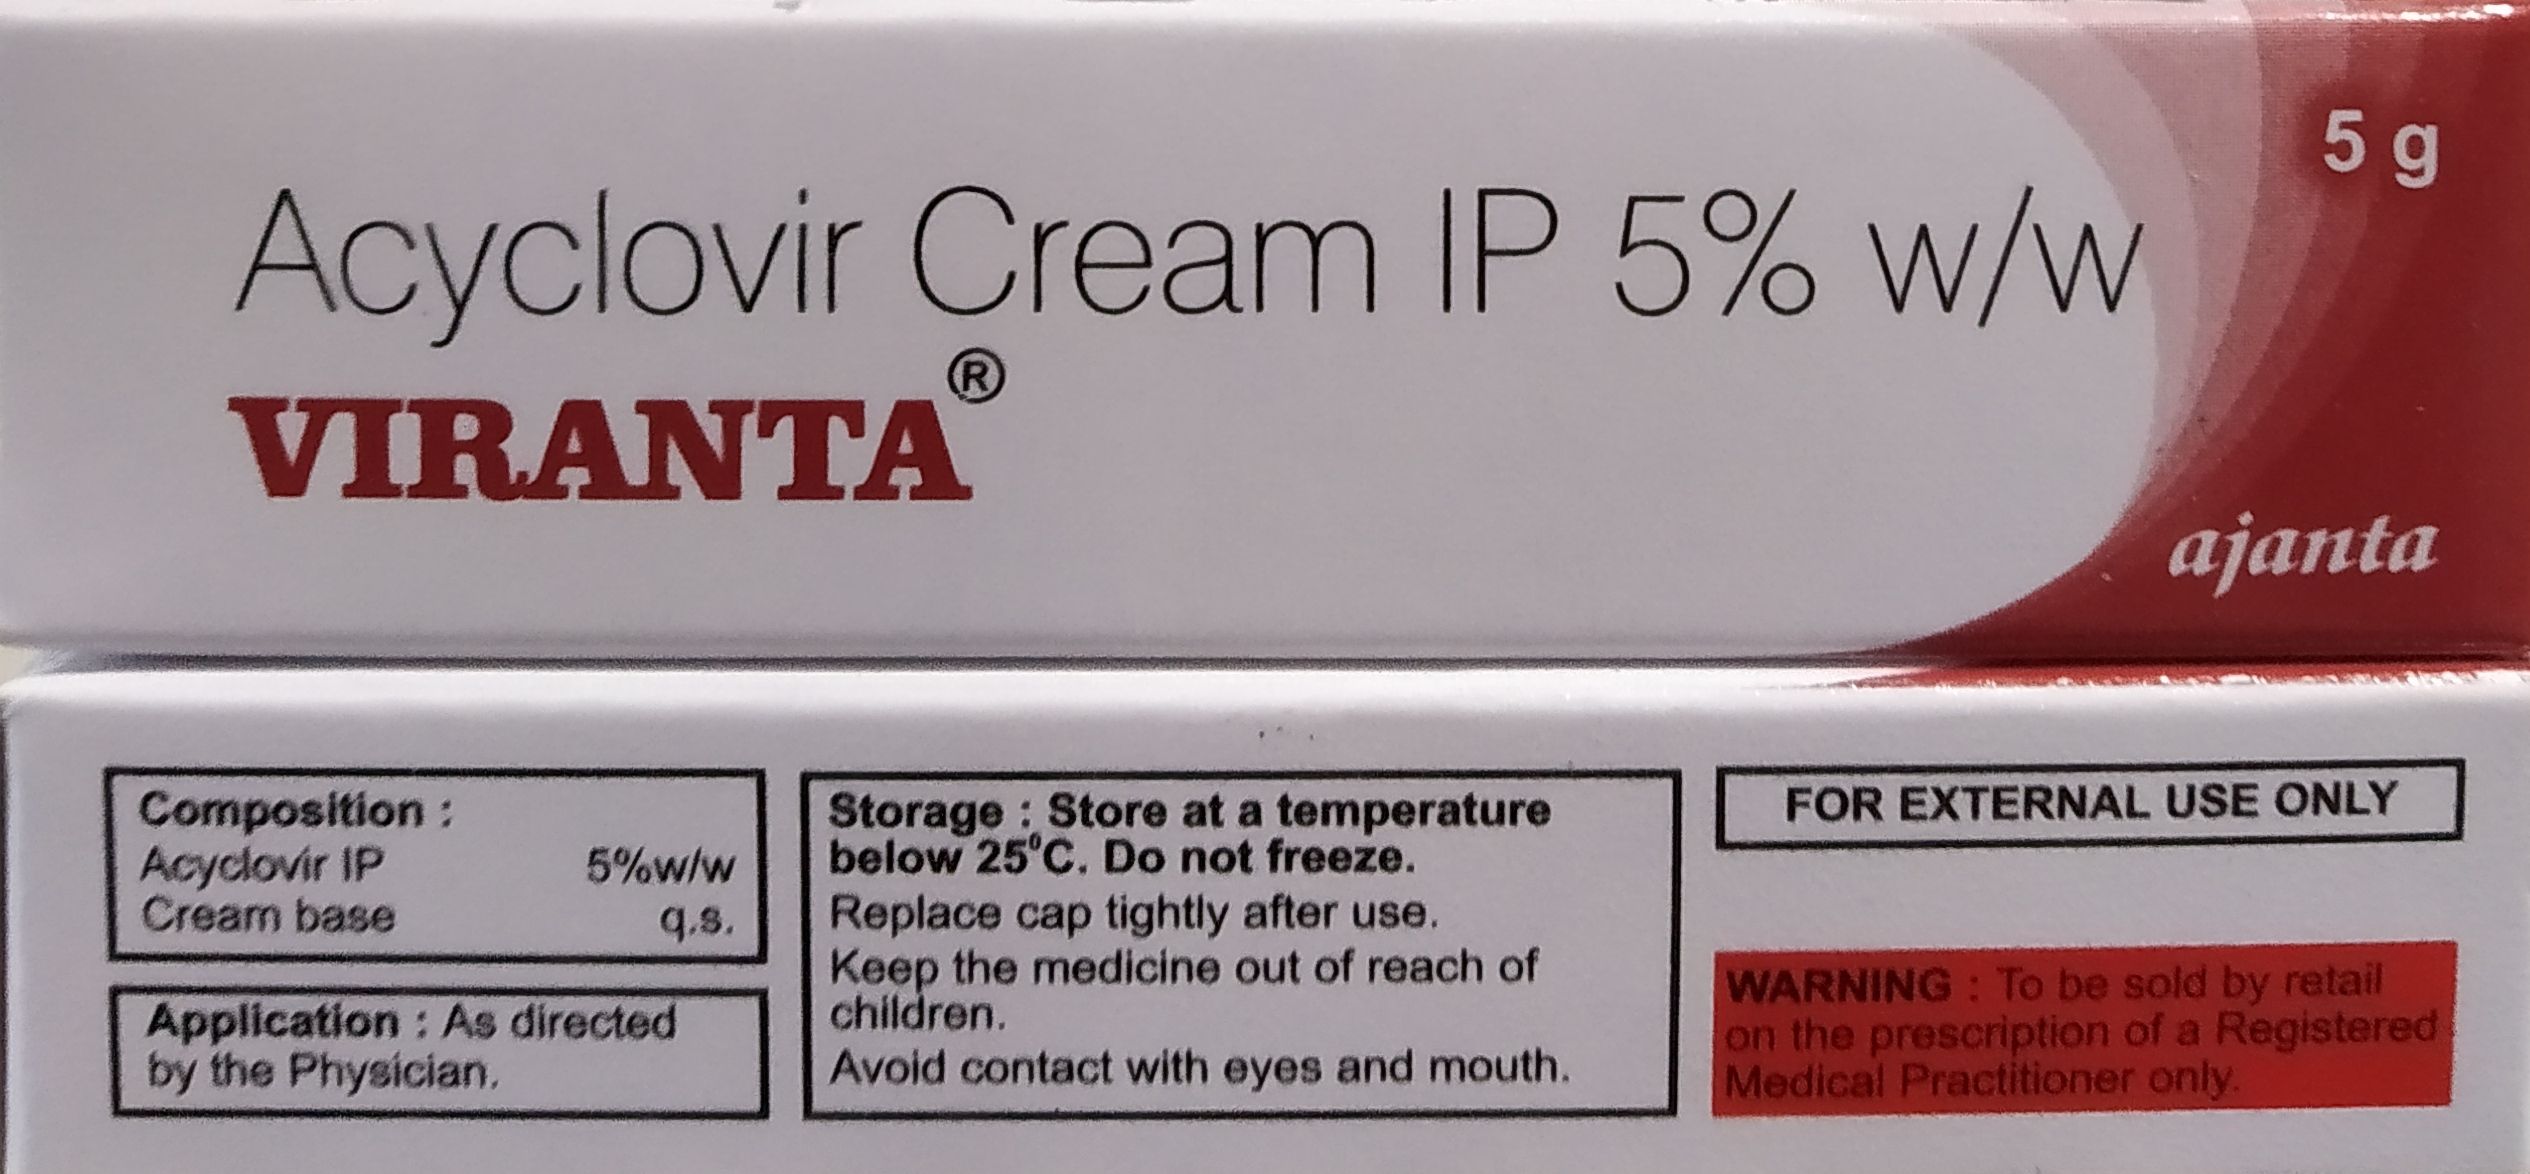 5 g
Acyclovir Cream IP 5% w/w
VIRANTA®
ajanta
Composition :
Acyclovir IP 5%w/w
Cream base q.s.
Application : As directed
by the Physician.
Storage : Store at a temperature
below 25°C. Do not freeze.
Replace cap tightly after use.
Keep the medicine out of reach of
children.
Avoid contact with eyes and mouth.
FOR EXTERNAL USE ONLY
WARNING : To be sold by retail
on the prescription of a Registered
Medical Practitioner only.